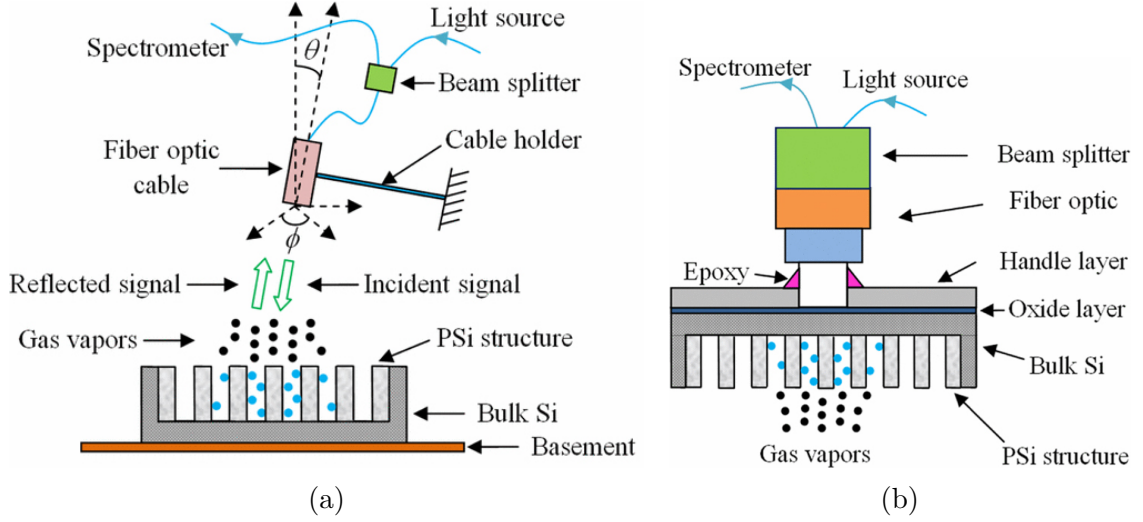 Light source
Spectrometer
θ
Beam splitter
Cable holder
Fiber optic
cable
ϕ
Reflected signal
Incident signal
Gas vapors
PSi structure
Bulk Si
Basement
(a)
Spectrometer
Light source
Beam splitter
Fiber optic
Epoxy
Handle layer
Oxide layer
Bulk Si
PSi structure
Gas vapors
(b)